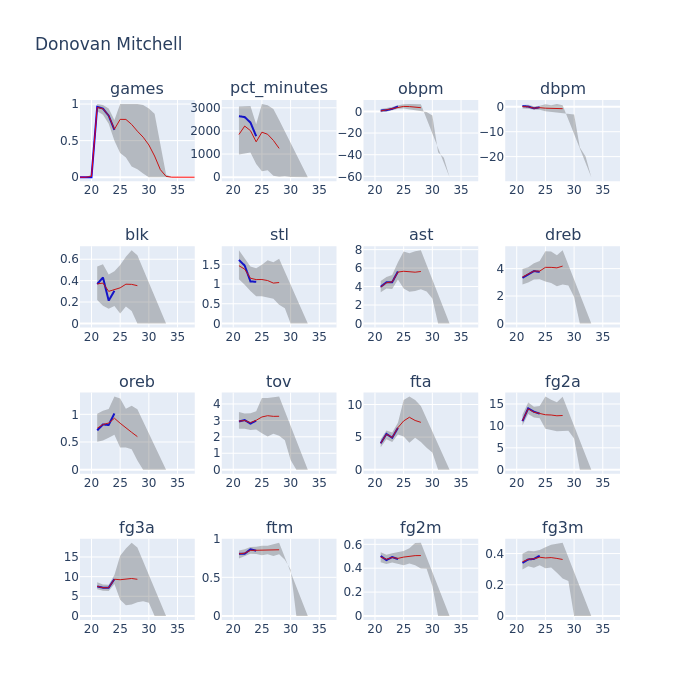 Donovan Mitchell
games pct_minutes obpm dbpm
1 0.5 0 20 25 30 35
3000 2000 1000 0 20 25 30 35
0 −20 −40 −60 20 25 30 35
0 −10 −20 20 25 30 35
blk stl ast dreb
0.6 0.4 0.2 0 20 25 30 35
1.5 1 0.5 0 20 25 30 35
8 6 4 2 0 20 25 30 35
4 2 0 20 25 30 35
oreb tov fta fg2a
1 0.5 0 20 25 30 35
4 3 2 1 0 20 25 30 35
10 5 0 20 25 30 35
15 10 5 0 20 25 30 35
fg3a ftm fg2m fg3m
15 10 5 0 20 25 30 35
1 0.5 0 20 25 30 35
0.6 0.4 0.2 0 20 25 30 35
0.4 0.2 0 20 25 30 35